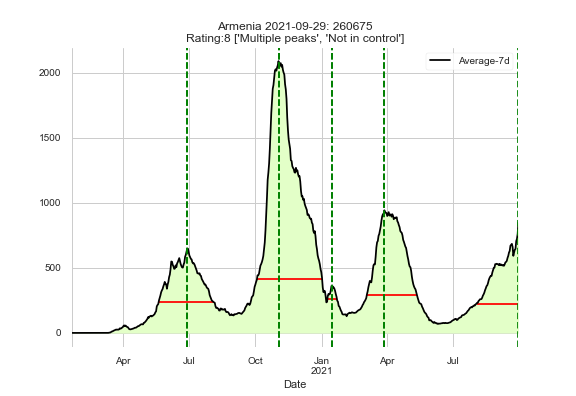 Armenia 2021-09-29: 260675
Rating:8 ['Multiple peaks', 'Not in control']
Average-7d
2000
1500
1000
500
0
Apr Jul Oct Jan Apr Jul
2021
Date